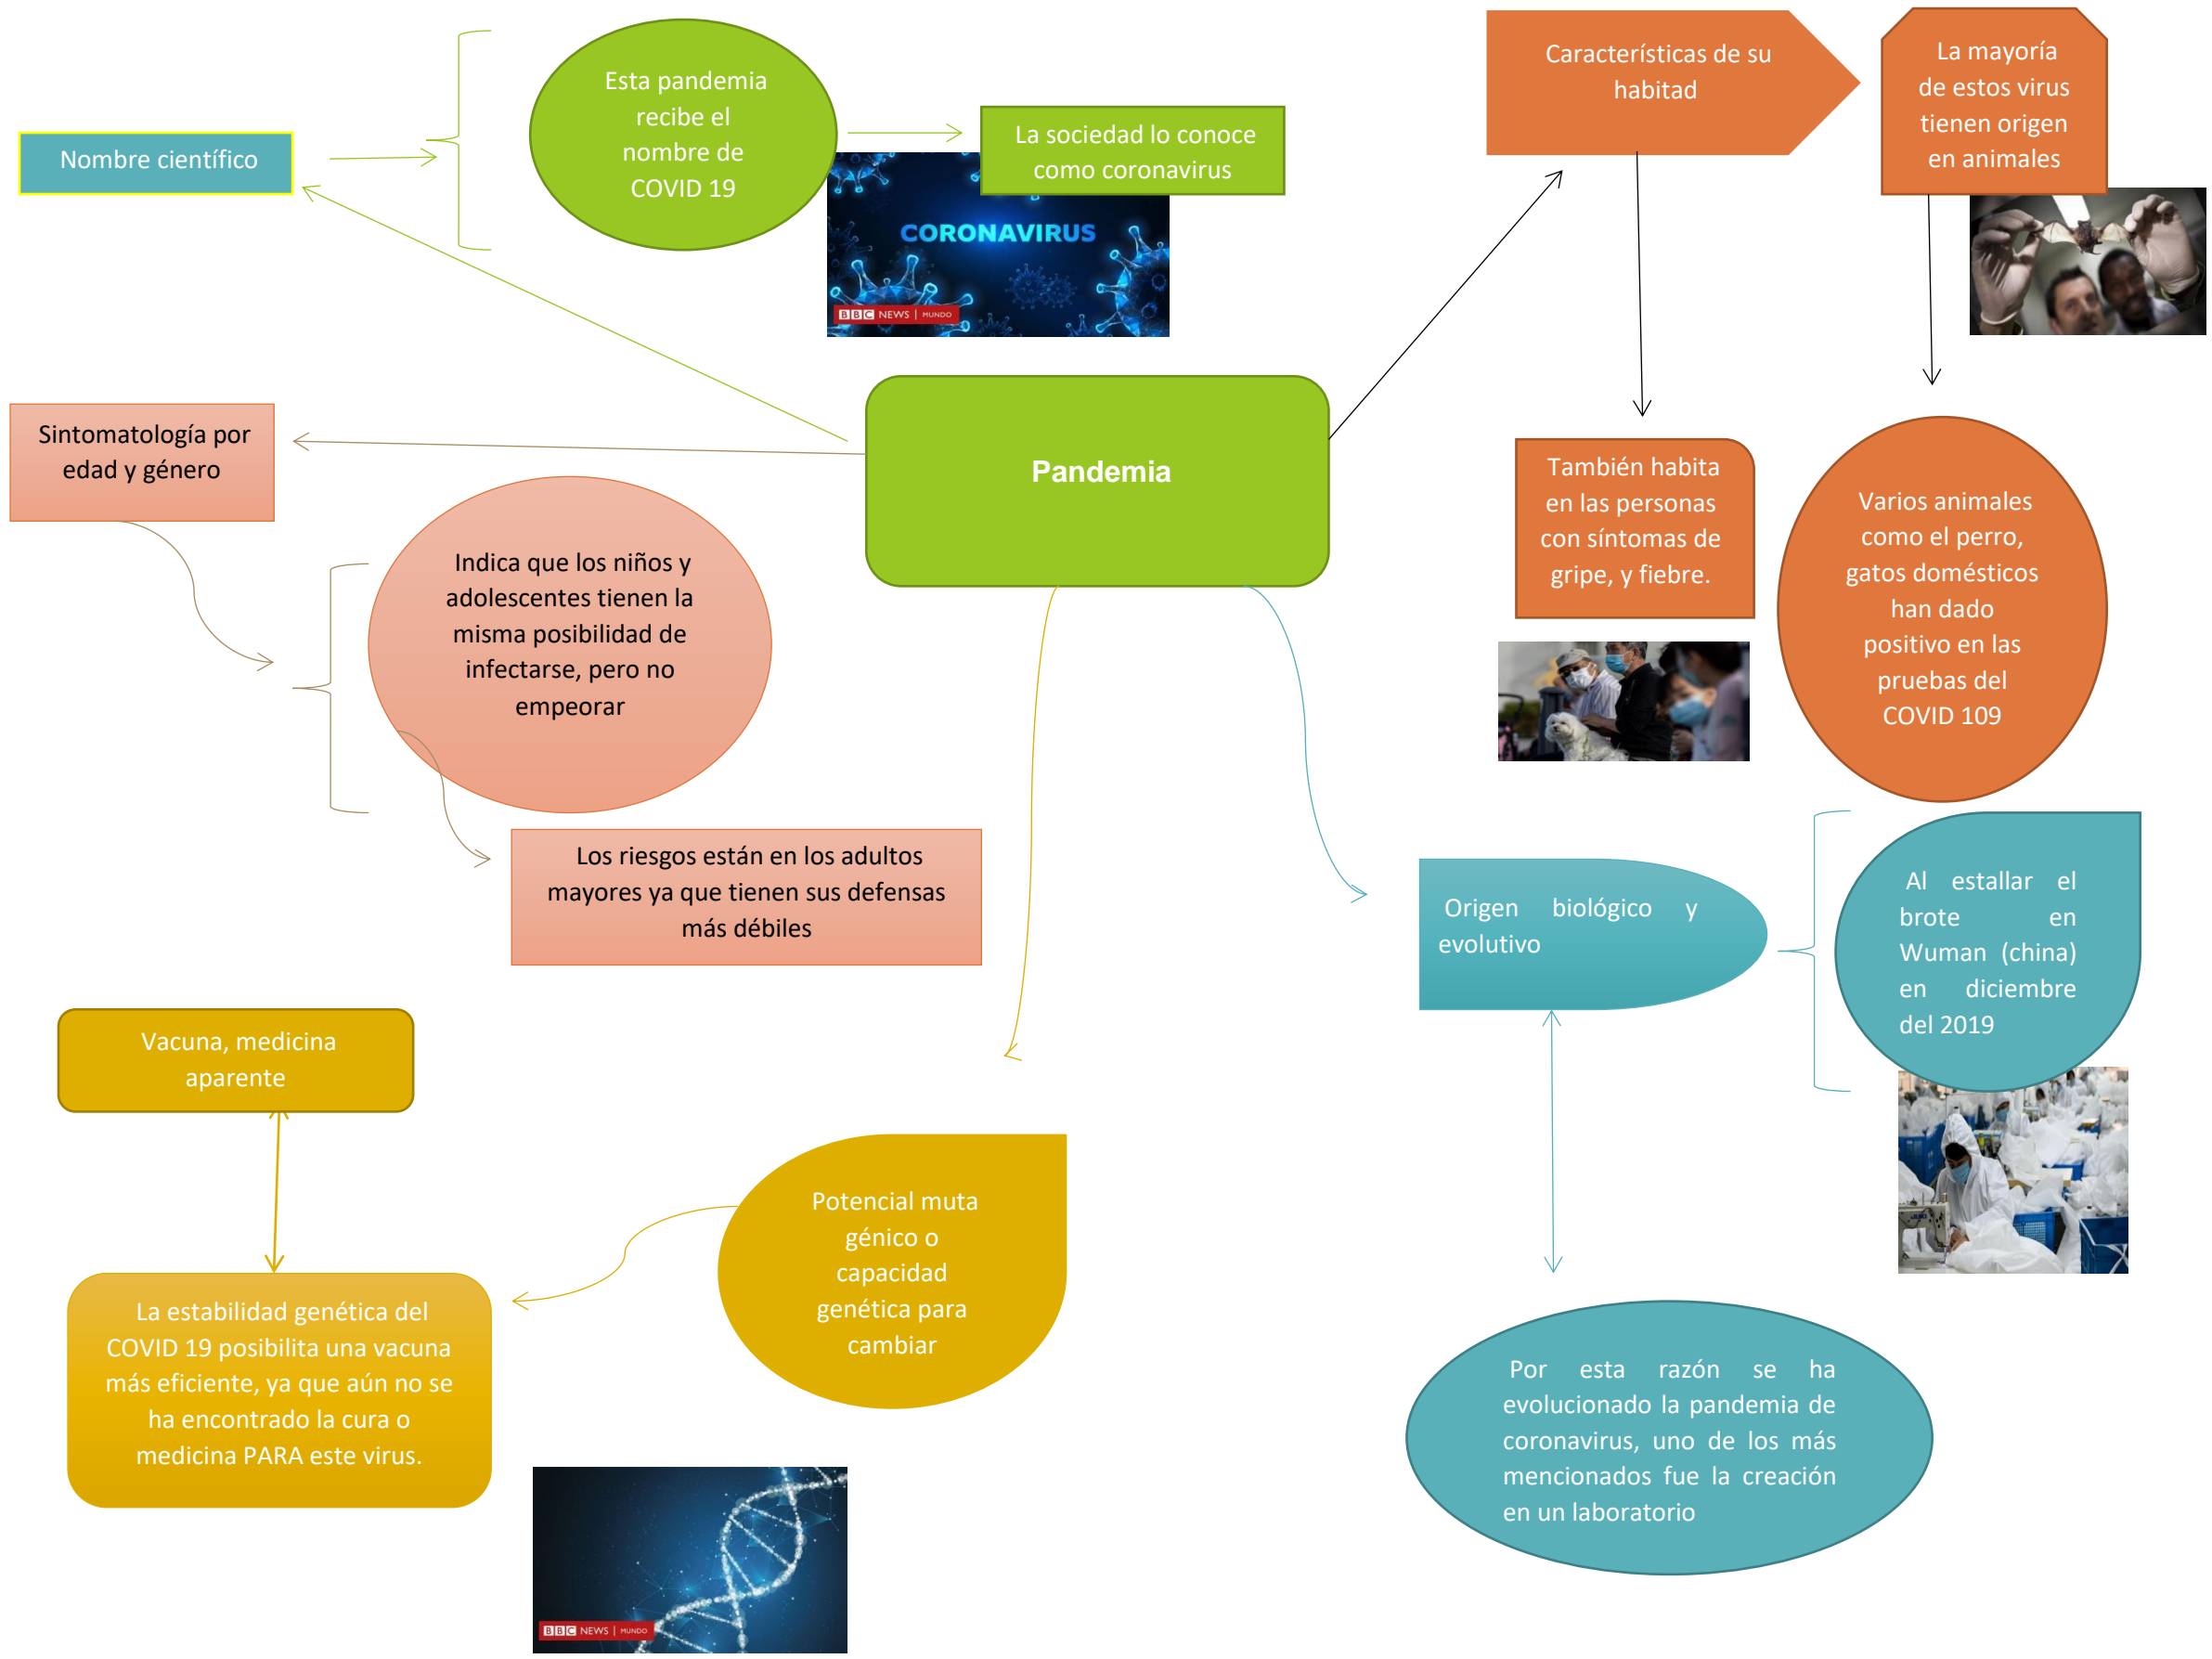 Nombre científico
Esta pandemia
recibe el
nombre de
COVID 19
La sociedad lo conoce
como coronavirus
CORONAVIRUS
BBC NEWS | MUNDO
Características de su
habitad
La mayoría
de estos virus
tienen origen
en animales
Pandemia
Sintomatología por
edad y género
Indica que los niños y
adolescentes tienen la
misma posibilidad de
infectarse, pero no
empeorar
Los riesgos están en los adultos
mayores ya que tienen sus defensas
más débiles
También habita
en las personas
con síntomas de
gripe, y fiebre.
Varios animales
como el perro,
gatos domésticos
han dado
positivo en las
pruebas del
COVID 109
Origen biológico y
evolutivo
Al estallar el
brote en
Wuman (china)
en diciembre
del 2019
Por esta razón se ha
evolucionado la pandemia de
coronavirus, uno de los más
mencionados fue la creación
en un laboratorio
Vacuna, medicina
aparente
Potencial muta
génico o
capacidad
genética para
cambiar
La estabilidad genética del
COVID 19 posibilita una vacuna
más eficiente, ya que aún no se
ha encontrado la cura o
medicina PARA este virus.
BBC NEWS | MUNDO